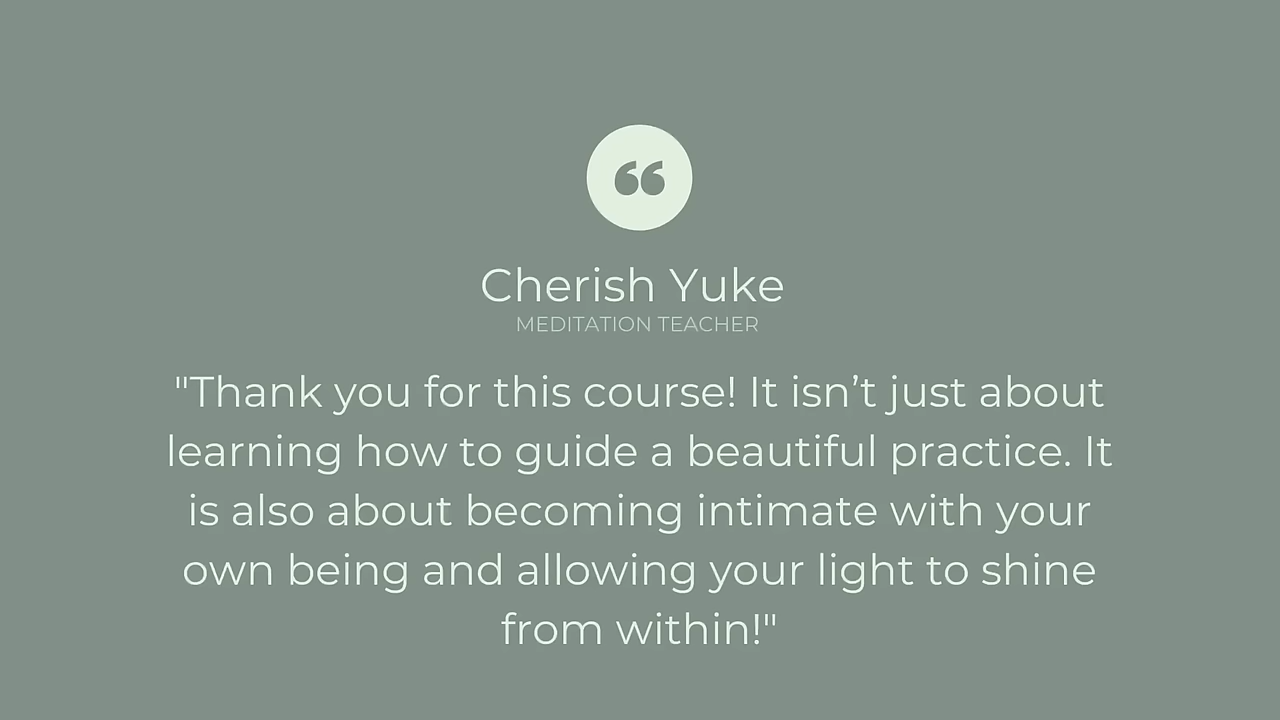 “
Cherish Yuke
MEDITATION TEACHER
"Thank you for this course! It isn’t just about
learning how to guide a beautiful practice. It
is also about becoming intimate with your
own being and allowing your light to shine
from within!"